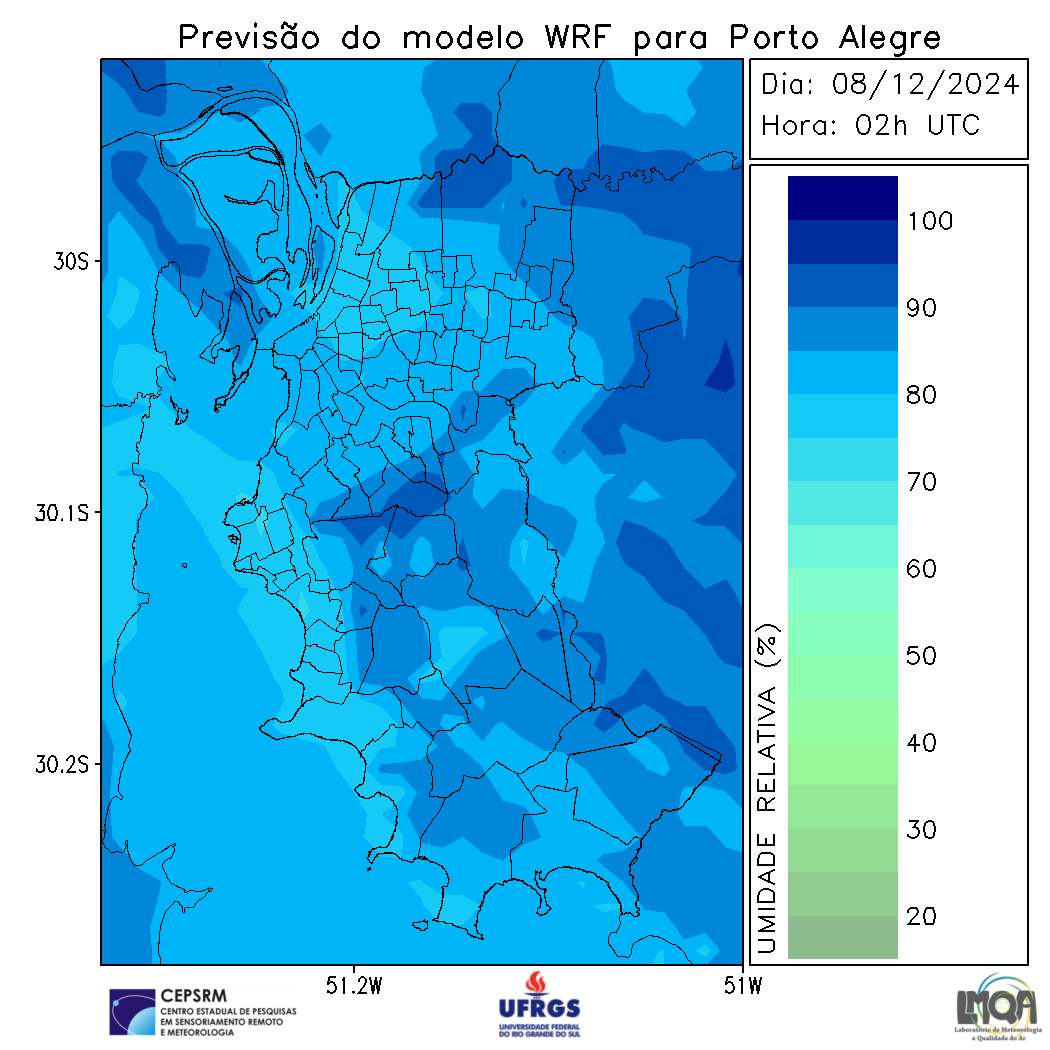 Previsão do modelo WRF para Porto Alegre
Dia: 08/12/2024
Hora: 02h UTC
100
90
80
70
60
50
40
30
20
UMIDADE RELATIVA (%)
30S
30.1S
30.2S
51.2W
51W
CEPSRM
CENTRO ESTADUAL DE PESQUISAS
EM SENSORIAMENTO REMOTO
E METEOROLOGIA
UFRGS
UNIVERSIDADE FEDERAL
DO RIO GRANDE DO SUL
LMQA
Laboratório de Meteorologia
e Qualidade do Ar